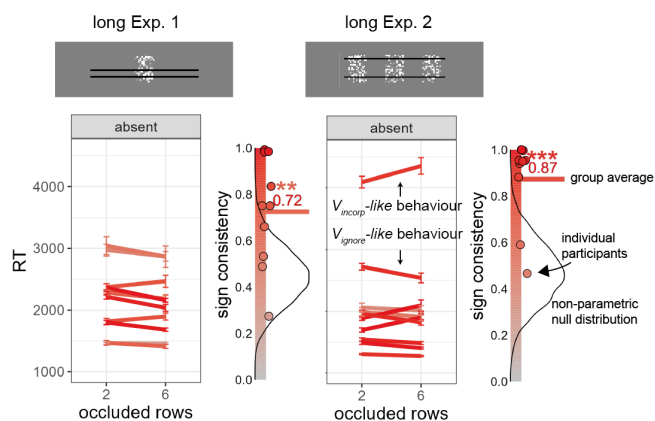 long Exp. 1
long Exp. 2
absent
RT
4000
3000
2000
1000
2
6
occluded rows
sign consistency
1.0
0.8
0.6
0.4
0.2
0.0
**
0.72
absent
V_incorp-like behaviour
V_ignore-like behaviour
2
6
occluded rows
sign consistency
1.0
0.8
0.6
0.4
0.2
0.0
***
0.87
group average
individual
participants
non-parametric
null distribution